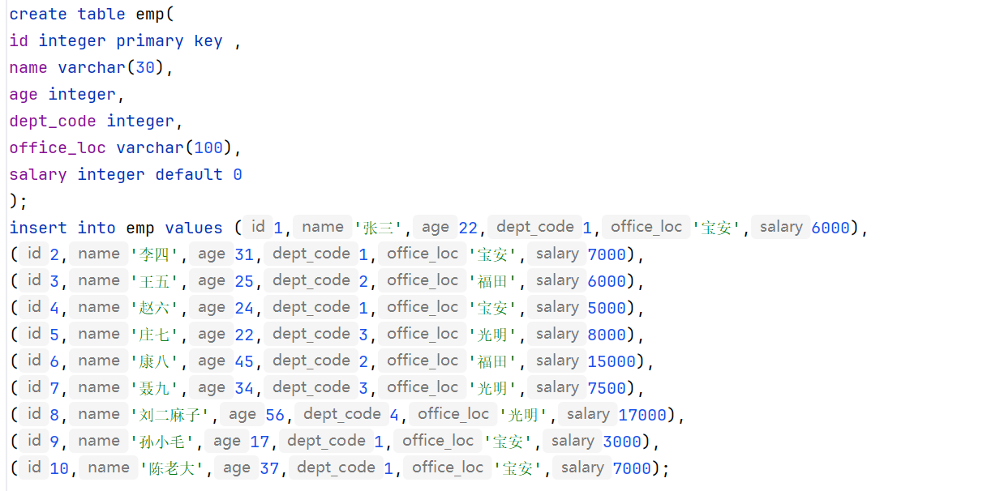 create table emp(
id integer primary key ,
name varchar(30),
age integer,
dept_code integer,
office_loc varchar(100),
salary integer default 0
);
insert into emp values ( id 1, name '张三', age 22, dept_code 1, office_loc '宝安', salary 6000),
( id 2, name '李四', age 31, dept_code 1, office_loc '宝安', salary 7000),
( id 3, name '王五', age 25, dept_code 2, office_loc '福田', salary 6000),
( id 4, name '赵六', age 24, dept_code 1, office_loc '宝安', salary 5000),
( id 5, name '庄七', age 22, dept_code 3, office_loc '光明', salary 8000),
( id 6, name '康八', age 45, dept_code 2, office_loc '福田', salary 15000),
( id 7, name '聂九', age 34, dept_code 3, office_loc '光明', salary 7500),
( id 8, name '刘二麻子', age 56, dept_code 4, office_loc '光明', salary 17000),
( id 9, name '孙小毛', age 17, dept_code 1, office_loc '宝安', salary 3000),
( id 10, name '陈老大', age 37, dept_code 1, office_loc '宝安', salary 7000);